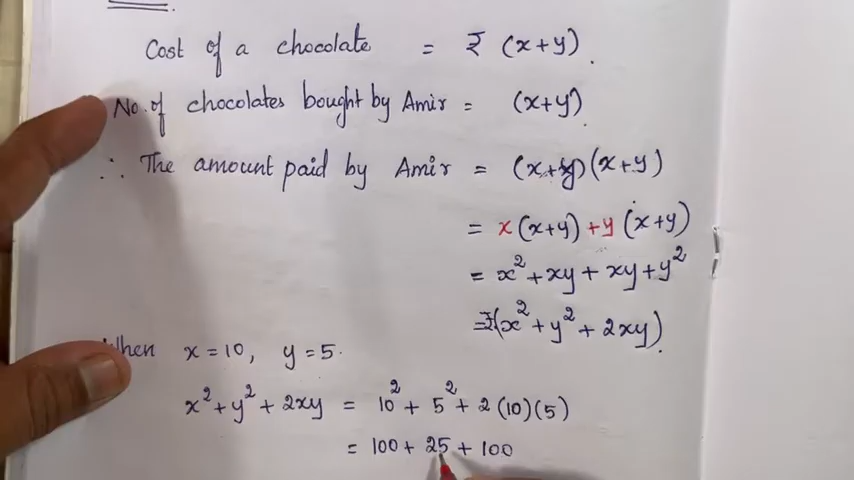 Cost of a chocolate = ₹ (x+y).
No. of chocolates bought by Amir = (x+y).
∴ The amount paid by Amir = (x+y)(x+y)
= x(x+y) +y (x+y)
= x² + xy + xy + y²
=₹(x² + y² + 2xy).
When x = 10, y = 5.
x² + y² + 2xy = 10² + 5² + 2 (10)(5)
= 100 + 25 + 100